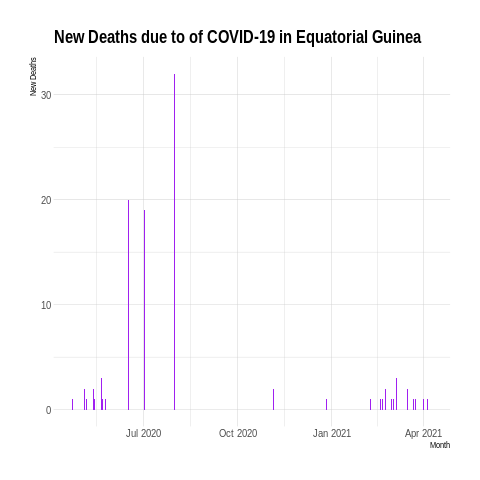 New Deaths due to of COVID-19 in Equatorial Guinea
New Deaths
30
20
10
0
Jul 2020 Oct 2020 Jan 2021 Apr 2021
Month